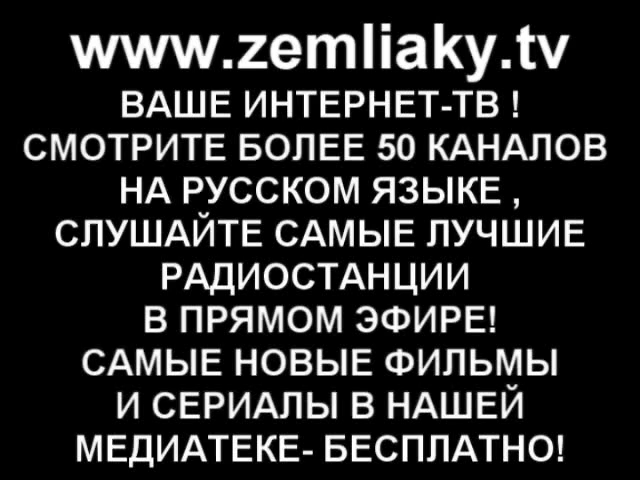 www.zemliaky.tv
ВАШЕ ИНТЕРНЕТ-ТВ !
СМОТРИТЕ БОЛЕЕ 50 КАНАЛОВ
НА РУССКОМ ЯЗЫКЕ ,
СЛУШАЙТЕ САМЫЕ ЛУЧШИЕ
РАДИОСТАНЦИИ
В ПРЯМОМ ЭФИРЕ!
САМЫЕ НОВЫЕ ФИЛЬМЫ
И СЕРИАЛЫ В НАШЕЙ
МЕДИАТЕКЕ- БЕСПЛАТНО!